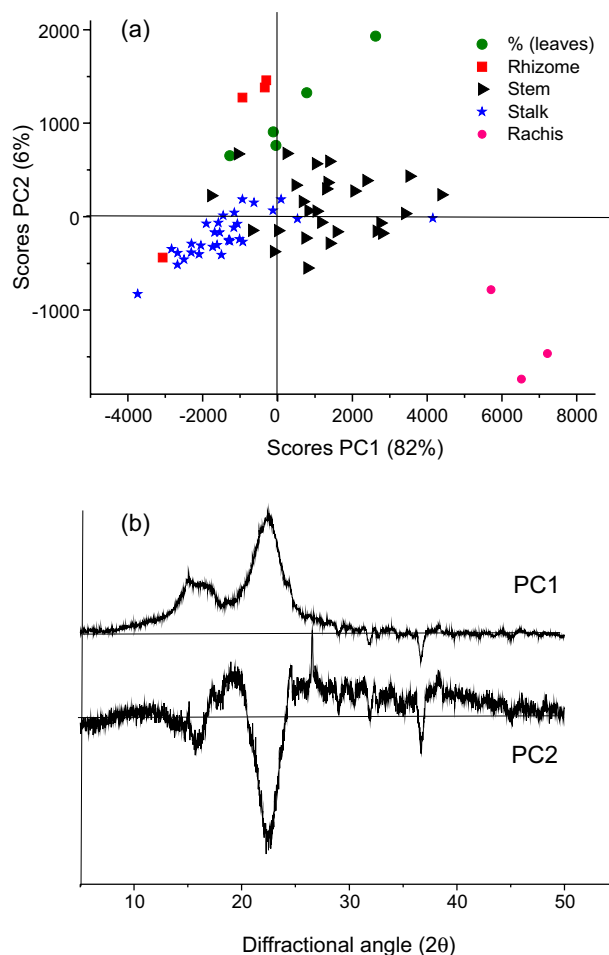 (a)
% (leaves)
Rhizome
Stem
Stalk
Rachis
2000
1000
0
-1000
Scores PC2 (6%)
-4000 -2000 0 2000 4000 6000 8000
Scores PC1 (82%)
(b)
PC1
PC2
10 20 30 40 50
Diffractional angle (2θ)